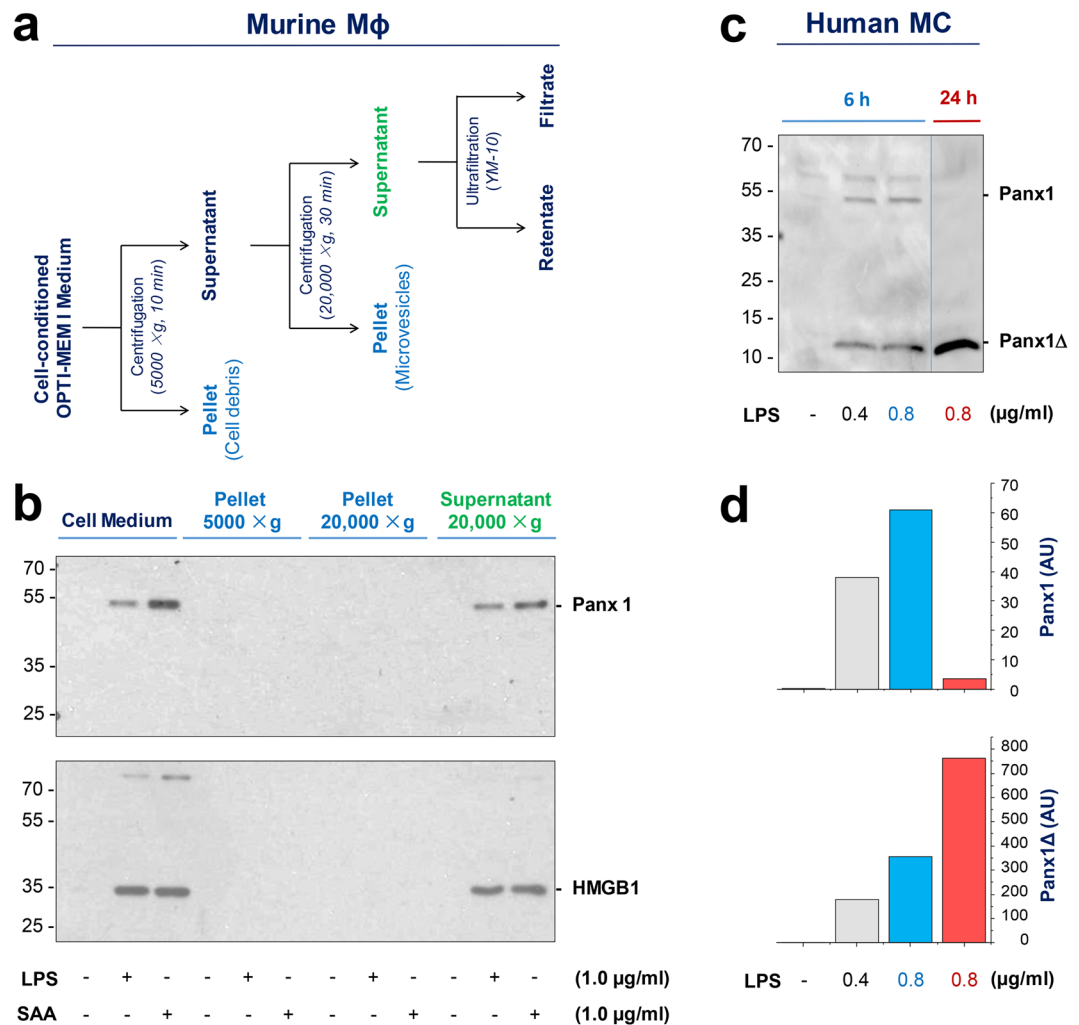 a
Murine Mϕ
Cell-conditioned
OPTI-MEM I Medium
Centrifugation
(5000 ×g, 10 min)
Supernatant
Pellet
(Cell debris)
Centrifugation
(20,000 ×g, 30 min)
Supernatant
Pellet
(Microvesicles)
Ultrafiltration
(YM-10)
Filtrate
Retentate
b
Cell Medium
Pellet
5000 ×g
Pellet
20,000 ×g
Supernatant
20,000 ×g
70 -
55 -
35 -
25 -
- Panx 1
70 -
55 -
35 -
25 -
- HMGB1
LPS - + - - + - - + - - + - (1.0 µg/ml)
SAA - - + - - + - - + - - + (1.0 µg/ml)
c
Human MC
6 h
24 h
70 -
55 -
35 -
25 -
15 -
10 -
- Panx1
- Panx1Δ
LPS - 0.4 0.8 0.8 (µg/ml)
d
70
60
50
40
30
20
10
0
Panx1 (AU)
800
700
600
500
400
300
200
100
0
Panx1Δ (AU)
LPS - 0.4 0.8 0.8 (µg/ml)